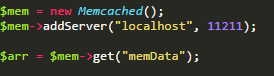 $mem = new Memcached();
$mem->addServer("localhost", 11211);
$arr = $mem->get("memData");